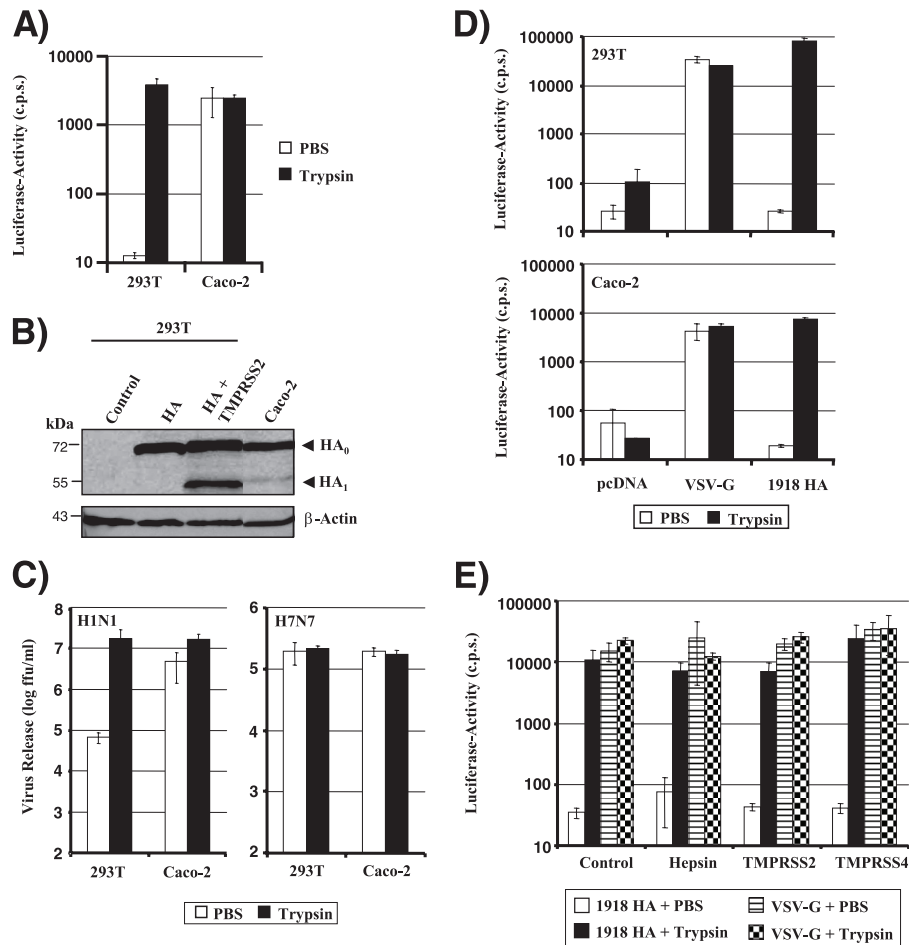 A)
Luciferase-Activity (c.p.s.)
10000
1000
100
10
293T
Caco-2
PBS
Trypsin
B)
293T
Control
HA
HA +
TMPRSS2
Caco-2
kDa
72
55
43
HA0
HA1
β-Actin
C)
Virus Release (log ffu/ml)
H1N1
8
7
6
5
4
3
2
293T
Caco-2
H7N7
6
5
4
3
2
293T
Caco-2
PBS
Trypsin
D)
Luciferase-Activity (c.p.s.)
293T
100000
10000
1000
100
10
Luciferase-Activity (c.p.s.)
Caco-2
100000
10000
1000
100
10
pcDNA
VSV-G
1918 HA
PBS
Trypsin
E)
Luciferase-Activity (c.p.s.)
100000
10000
1000
100
10
Control
Hepsin
TMPRSS2
TMPRSS4
1918 HA + PBS
VSV-G + PBS
1918 HA + Trypsin
VSV-G + Trypsin